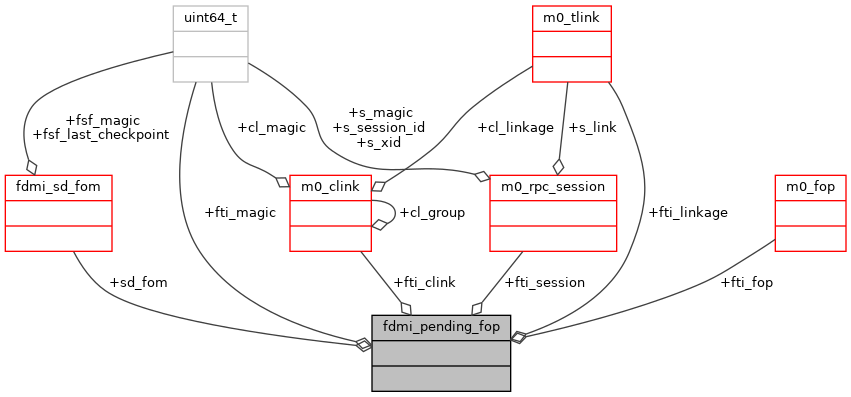 uint64_t
m0_tlink
+fsf_magic
+fsf_last_checkpoint
+cl_magic
+s_magic
+s_session_id
+s_xid
+cl_linkage
+s_link
fdmi_sd_fom
m0_clink
m0_rpc_session
m0_fop
+fti_magic
+cl_group
+fti_linkage
+sd_fom
+fti_clink
+fti_session
+fti_fop
fdmi_pending_fop